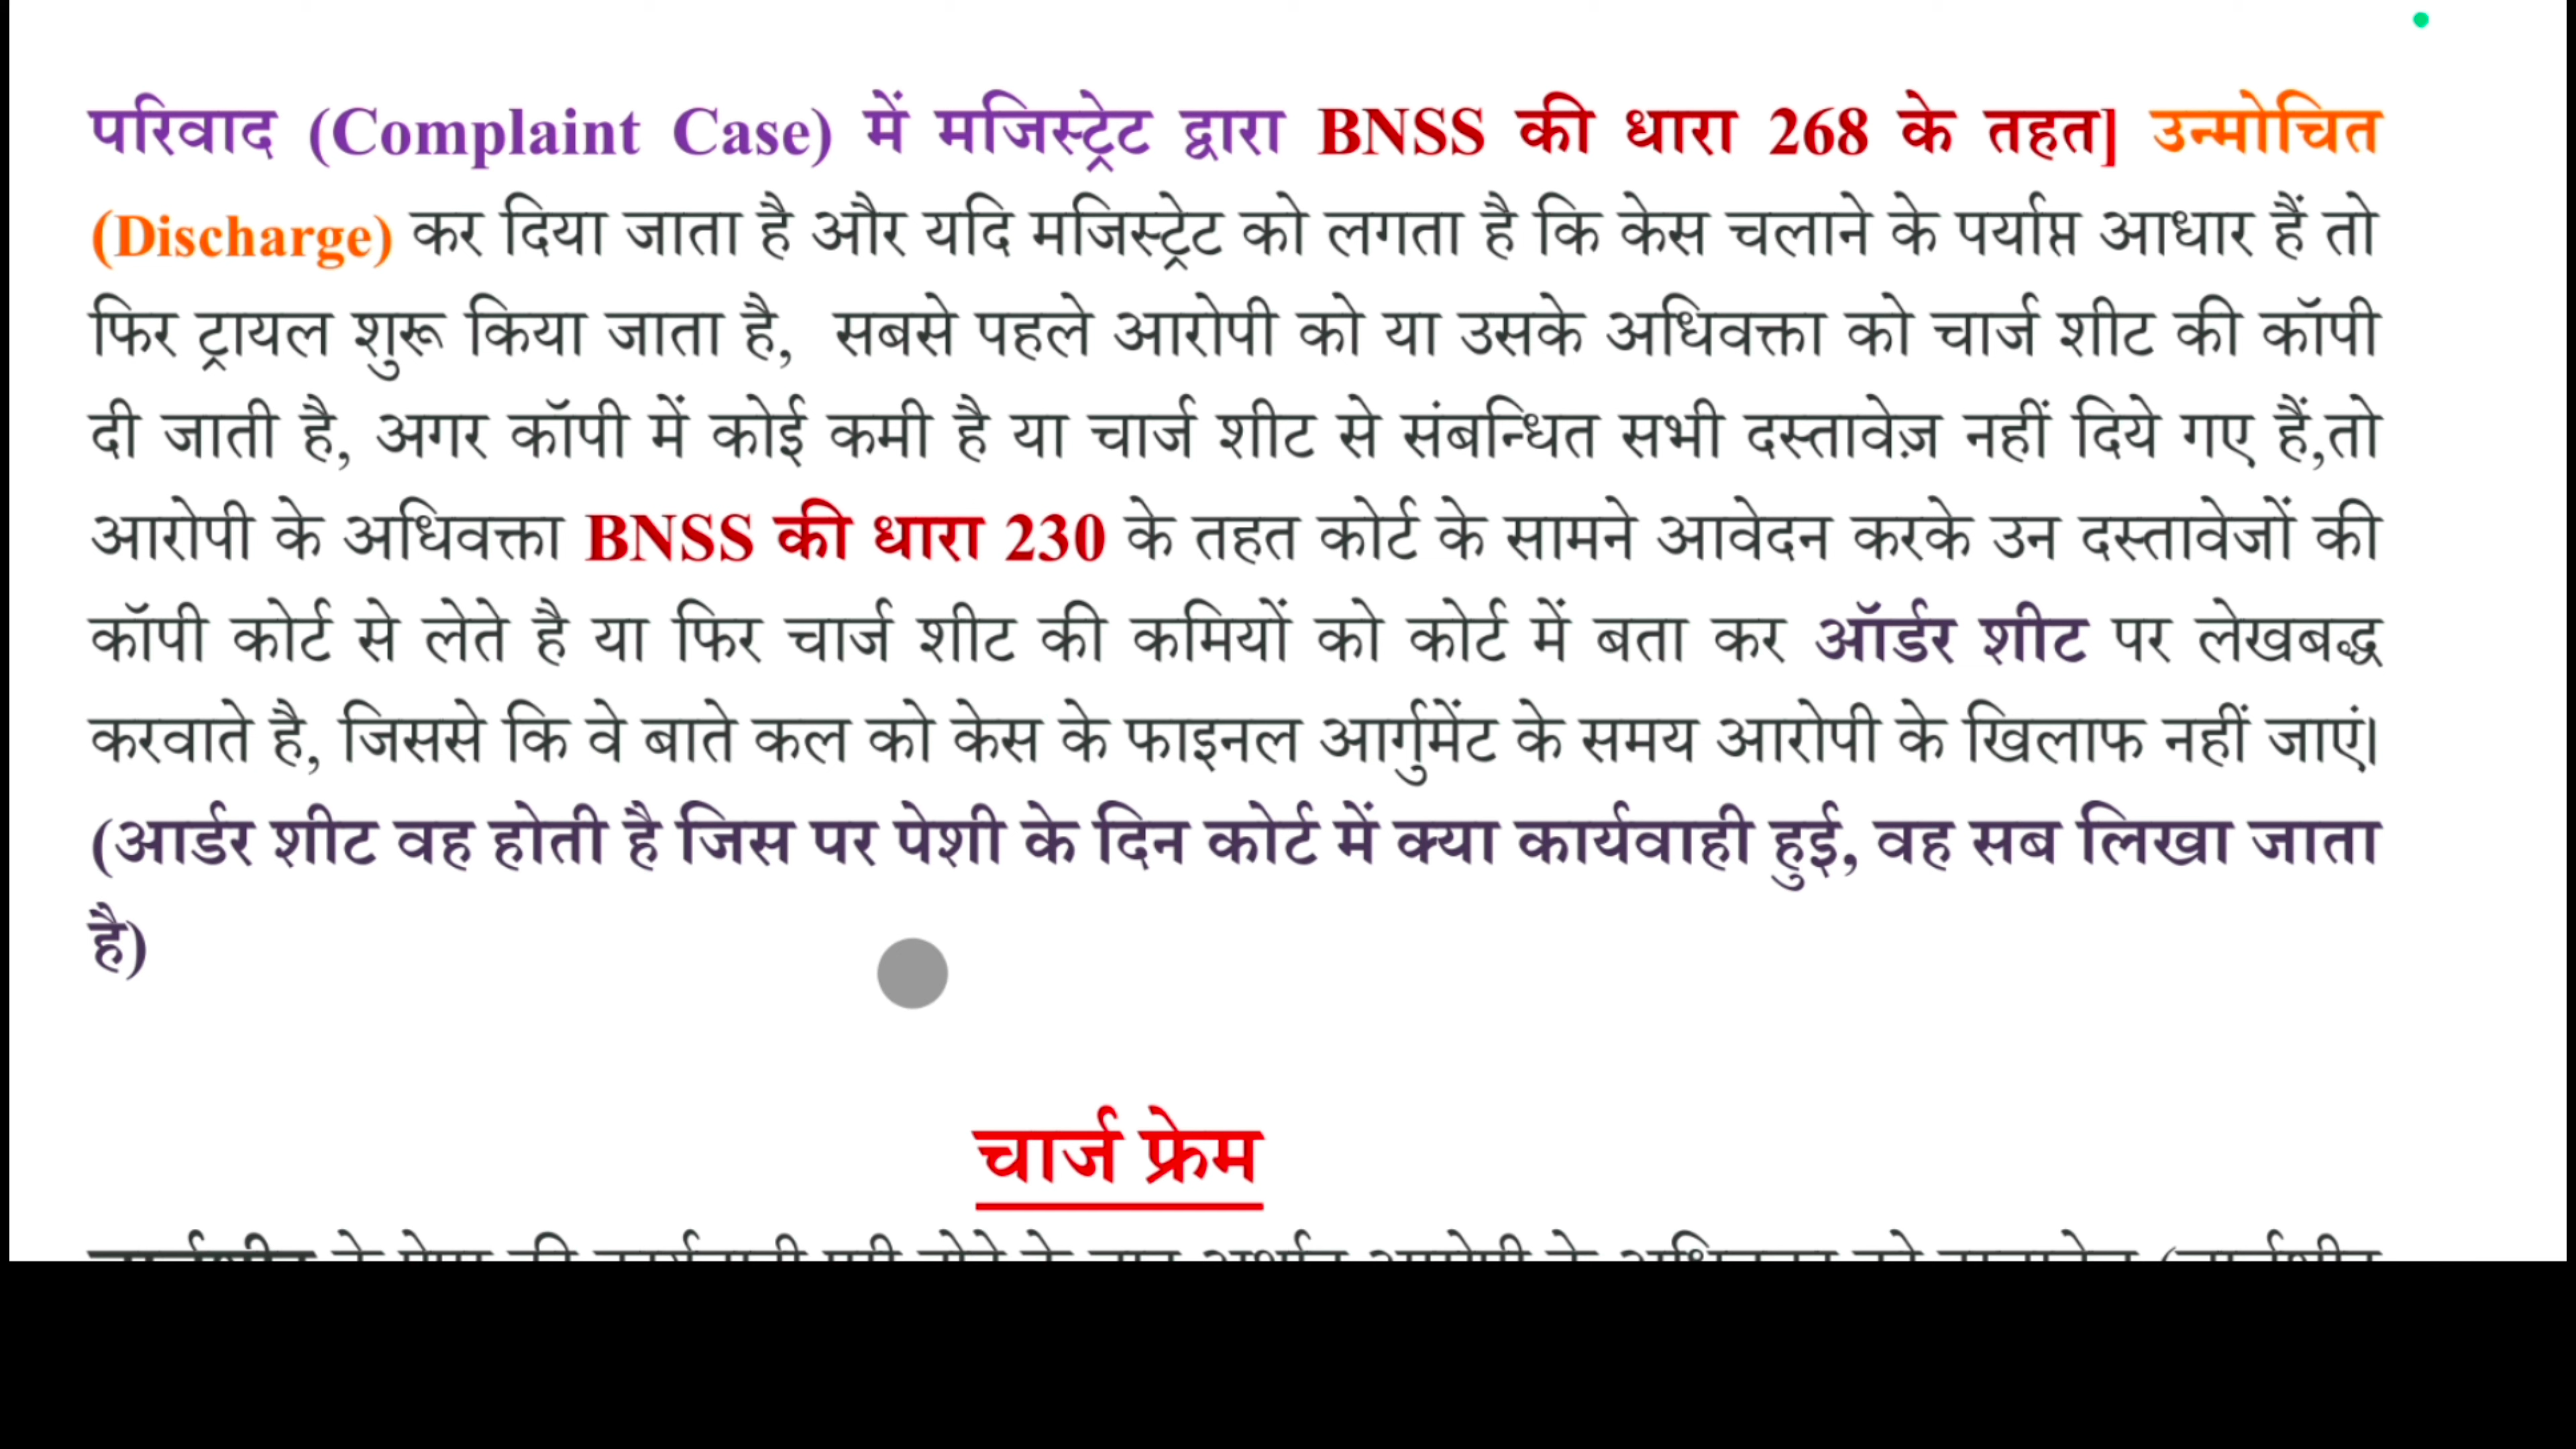 परिवाद (Complaint Case) में मजिस्ट्रेट द्वारा BNSS की धारा 268 के तहत] उन्मोचित
(Discharge) कर दिया जाता है और यदि मजिस्ट्रेट को लगता है कि केस चलाने के पर्याप्त आधार हैं तो
फिर ट्रायल शुरू किया जाता है, सबसे पहले आरोपी को या उसके अधिवक्ता को चार्ज शीट की कॉपी
दी जाती है, अगर कॉपी में कोई कमी है या चार्ज शीट से संबन्धित सभी दस्तावेज़ नहीं दिये गए हैं,तो
आरोपी के अधिवक्ता BNSS की धारा 230 के तहत कोर्ट के सामने आवेदन करके उन दस्तावेजों की
कॉपी कोर्ट से लेते है या फिर चार्ज शीट की कमियों को कोर्ट में बता कर ऑर्डर शीट पर लेखबद्ध
करवाते है, जिससे कि वे बाते कल को केस के फाइनल आर्गुमेंट के समय आरोपी के खिलाफ नहीं जाएं।
(आर्डर शीट वह होती है जिस पर पेशी के दिन कोर्ट में क्या कार्यवाही हुई, वह सब लिखा जाता
है)
चार्ज फ्रेम